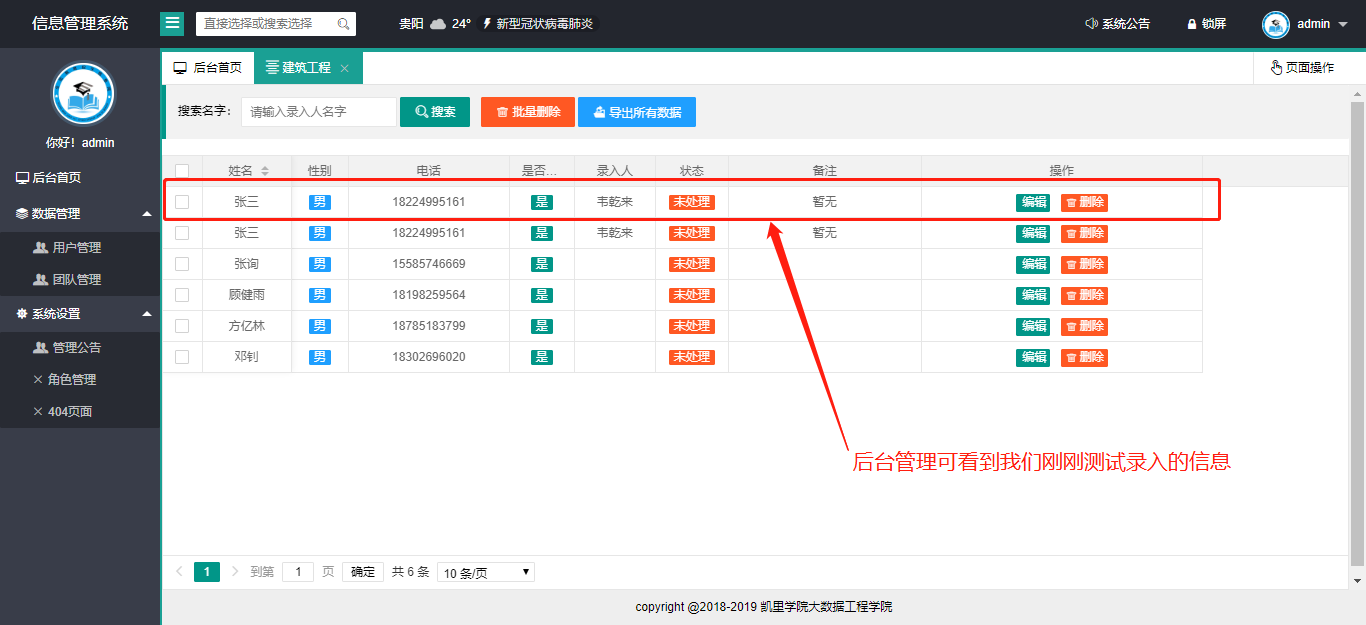 信息管理系统 直接选择或搜索选择 贵阳 24° 新型冠状病毒肺炎 系统公告 锁屏 admin
后台首页 建筑工程 页面操作
你好！admin
搜索名字： 请输入录入人名字 搜索 批量删除 导出所有数据
后台首页
数据管理
用户管理
团队管理
系统设置
管理公告
角色管理
404页面
姓名 性别 电话 是否... 录入人 状态 备注 操作
张三 男 18224995161 是 韦乾来 未处理 暂无 编辑 删除
张三 男 18224995161 是 韦乾来 未处理 暂无 编辑 删除
张询 男 15585746669 是 未处理 编辑 删除
顾健雨 男 18198259564 是 未处理 编辑 删除
方亿林 男 18785183799 是 未处理 编辑 删除
邓钊 男 18302696020 是 未处理 编辑 删除
后台管理可看到我们刚刚测试录入的信息
1 到第 1 页 确定 共 6 条 10 条/页
copyright @2018-2019 凯里学院大数据工程学院